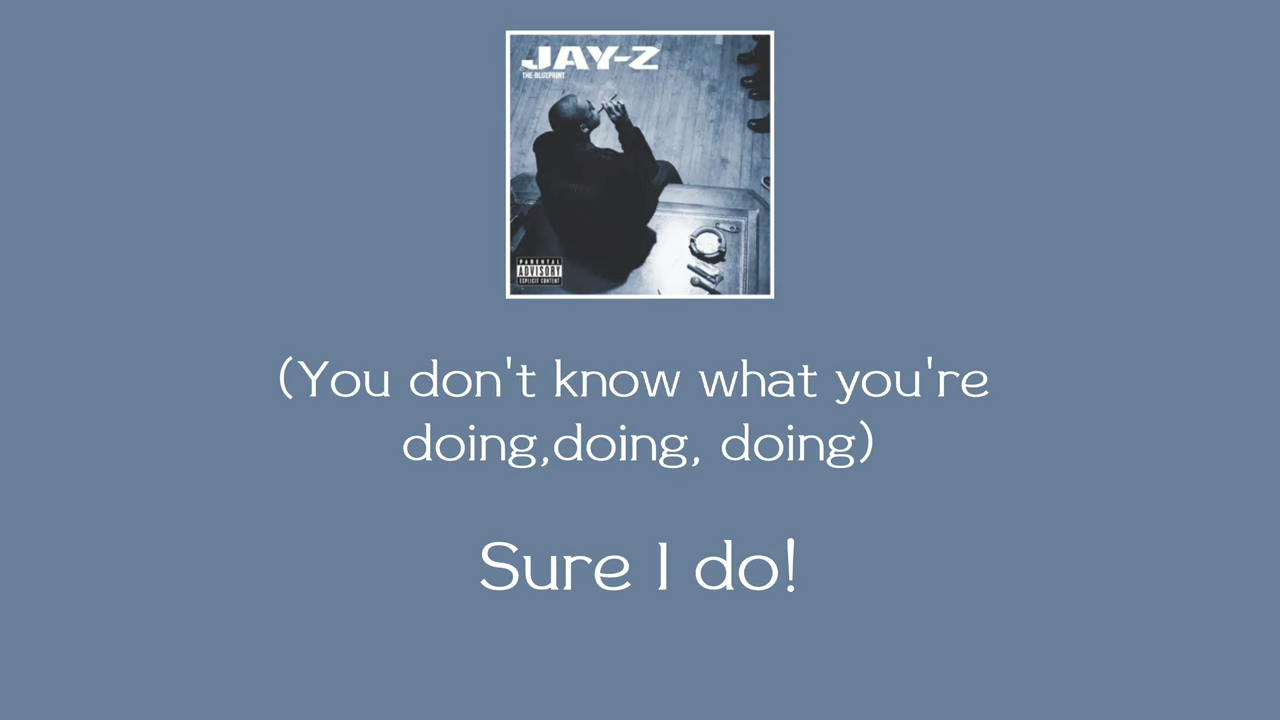 JAY-Z
THE BLUEPRINT
PARENTAL
ADVISORY
EXPLICIT CONTENT
(You don't know what you're
doing,doing, doing)
Sure I do!